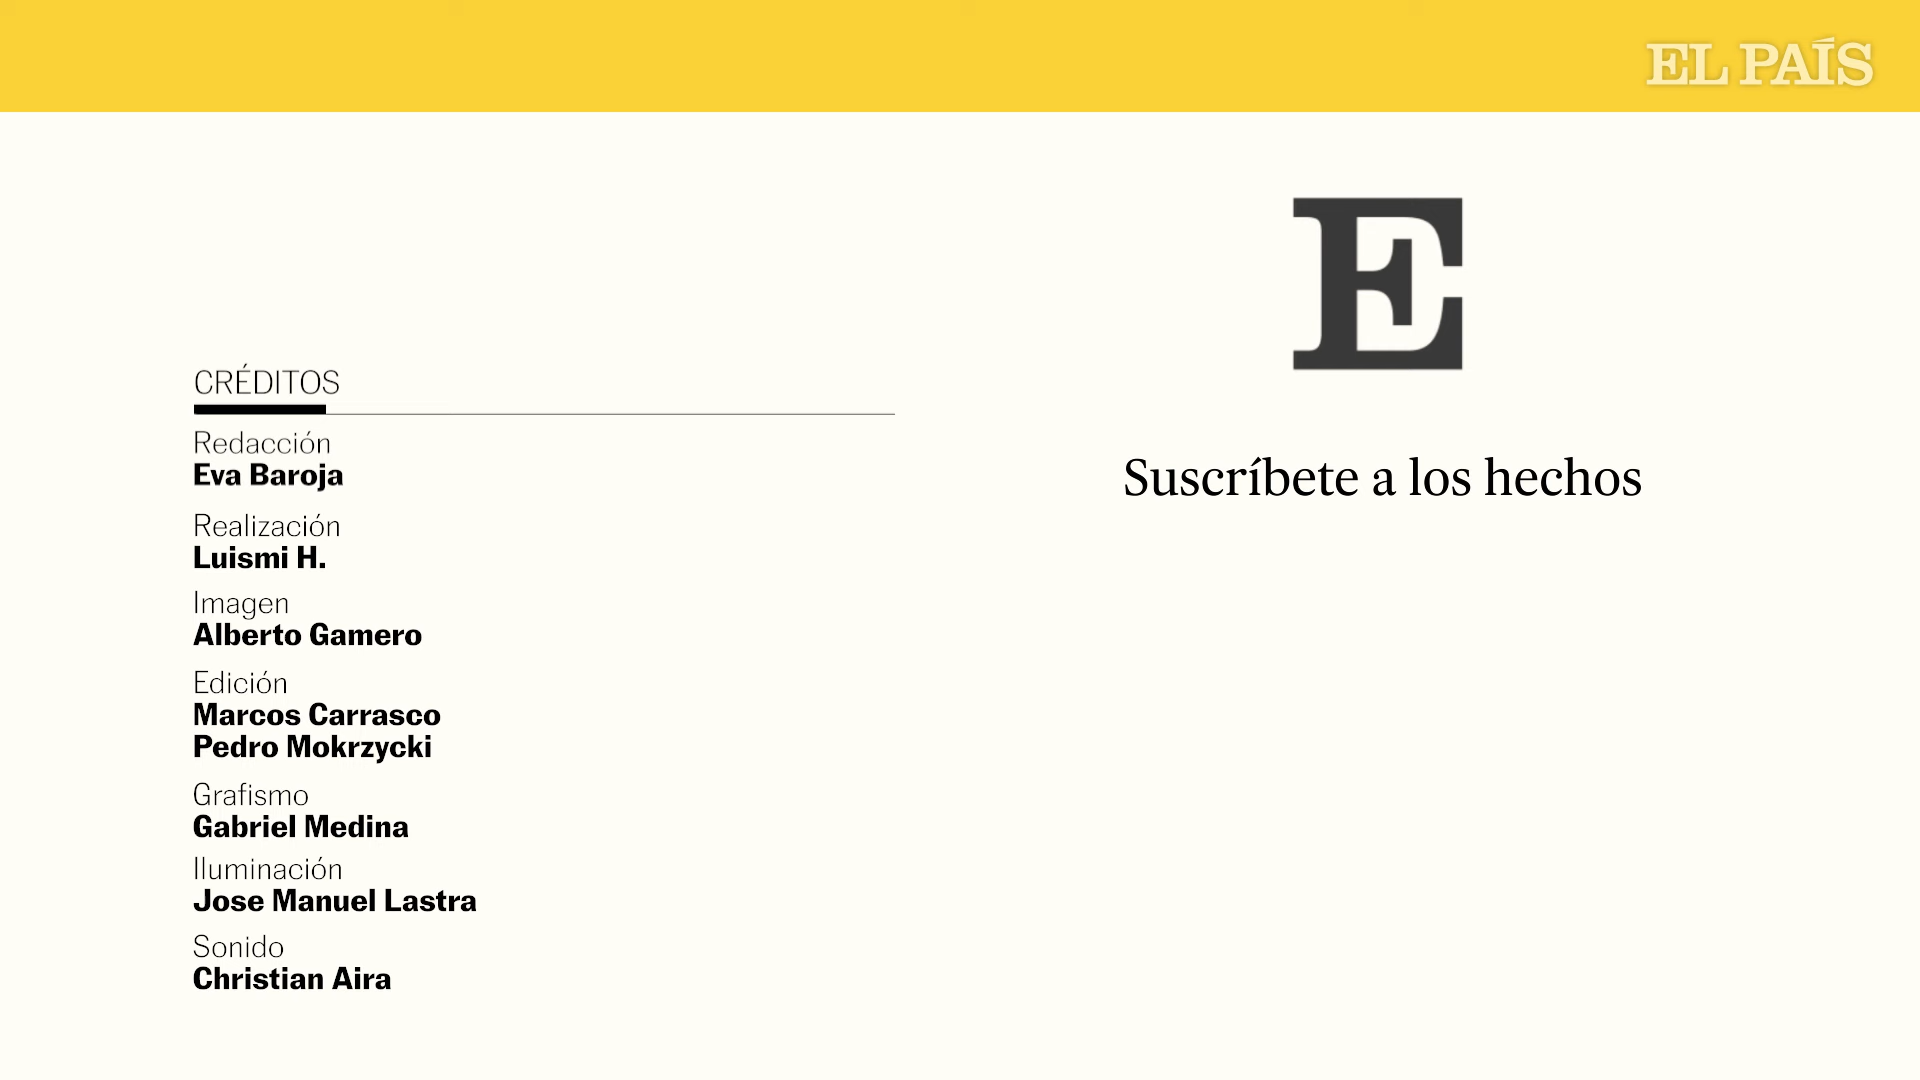 EL PAÍS
CRÉDITOS
Redacción
Eva Baroja
Realización
Luismi H.
Imagen
Alberto Gamero
Edición
Marcos Carrasco
Pedro Mokrzycki
Grafismo
Gabriel Medina
Iluminación
Jose Manuel Lastra
Sonido
Christian Aira
E
Suscríbete a los hechos